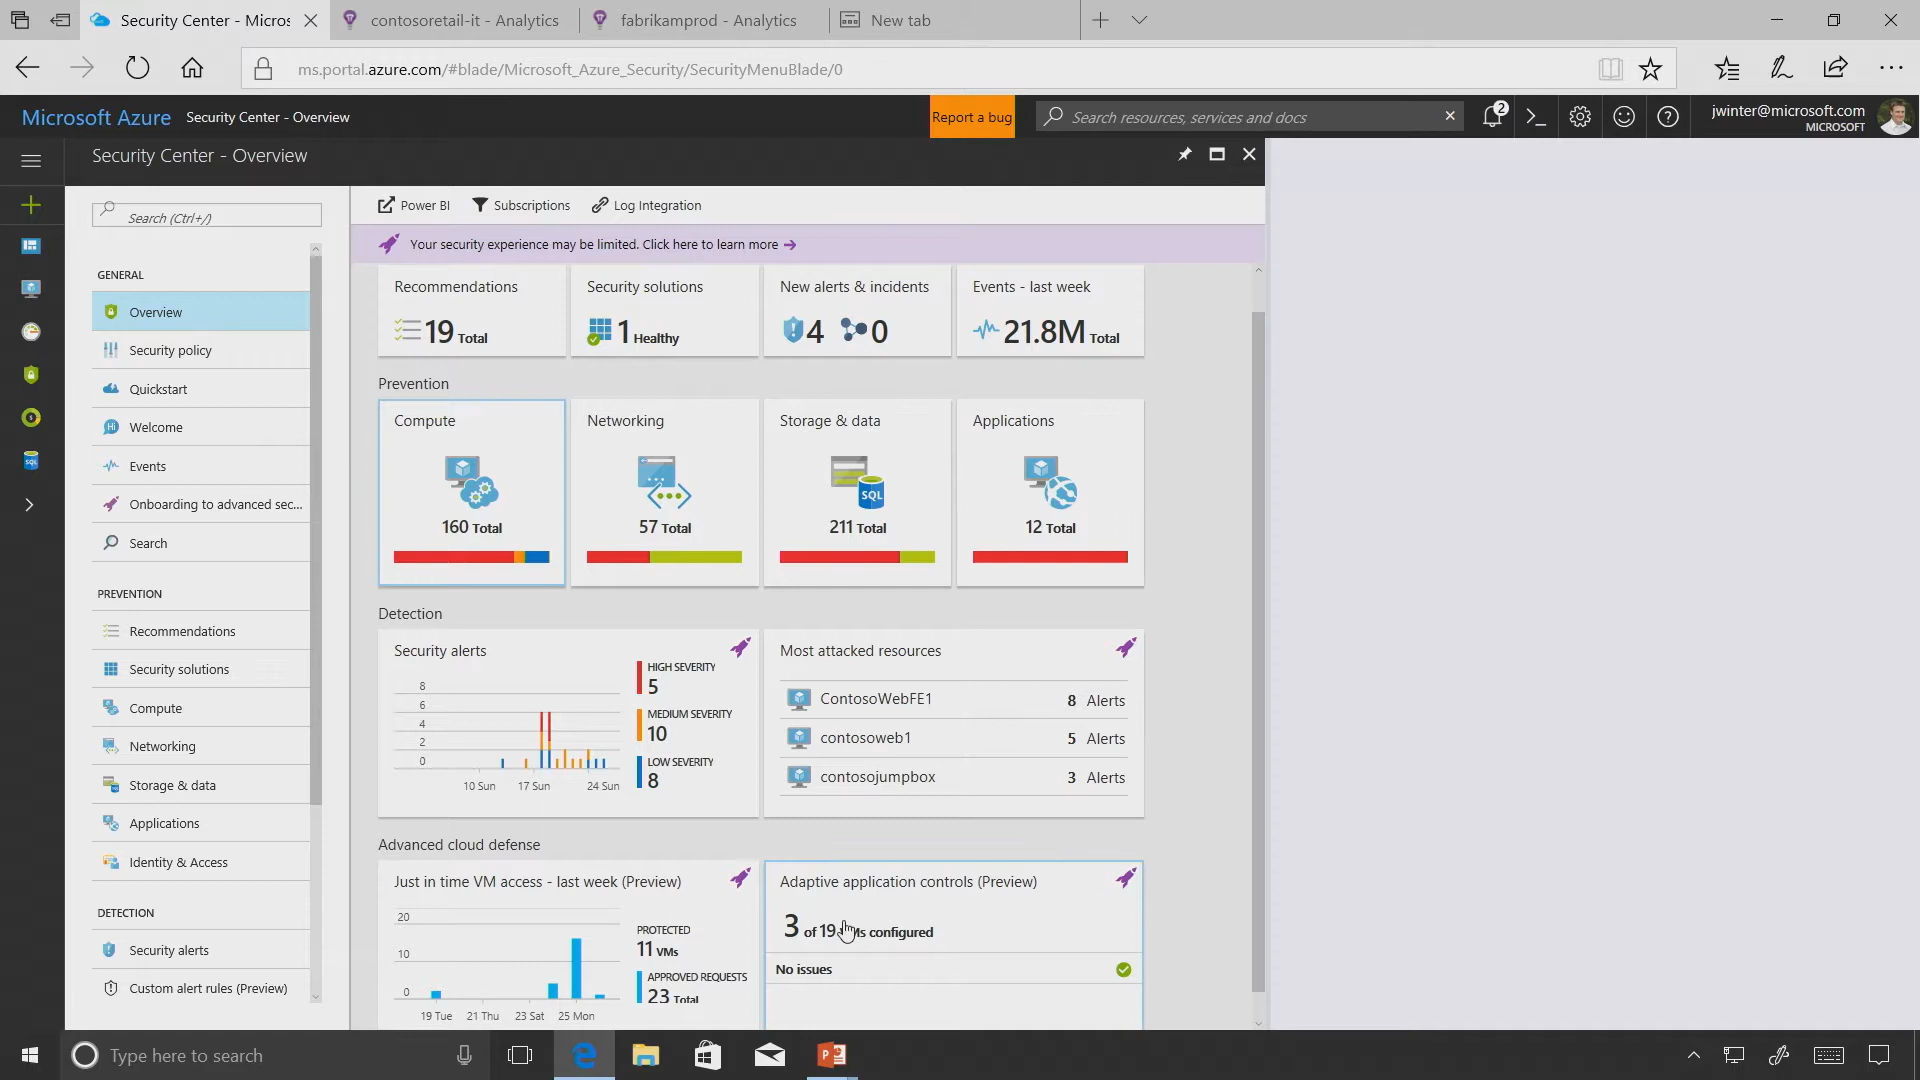 Security Center - Micros
contosoretail-it - Analytics
fabrikamprod - Analytics
New tab
ms.portal.azure.com/#blade/Microsoft_Azure_Security/SecurityMenuBlade/0
Microsoft Azure
Security Center - Overview
Report a bug
Search resources, services and docs
2
jwinter@microsoft.com
MICROSOFT
Security Center - Overview
Search (Ctrl+/)
GENERAL
Overview
Security policy
Quickstart
Hi
Welcome
Events
Onboarding to advanced sec...
Search
PREVENTION
Recommendations
Security solutions
Compute
Networking
Storage & data
Applications
Identity & Access
DETECTION
Security alerts
Custom alert rules (Preview)
SQL
Power BI
Subscriptions
Log Integration
Your security experience may be limited. Click here to learn more
Recommendations
19 Total
Security solutions
1 Healthy
New alerts & incidents
4
0
Events - last week
21.8M Total
Prevention
Compute
160 Total
Networking
57 Total
Storage & data
SQL
211 Total
Applications
12 Total
Detection
Security alerts
8
6
4
2
0
10 Sun
17 Sun
24 Sun
HIGH SEVERITY
5
MEDIUM SEVERITY
10
LOW SEVERITY
8
Most attacked resources
ContosoWebFE1 8 Alerts
contosoweb1 5 Alerts
contosojumpbox 3 Alerts
Advanced cloud defense
Just in time VM access - last week (Preview)
20
10
0
19 Tue
21 Thu
23 Sat
25 Mon
PROTECTED
11 VMs
APPROVED REQUESTS
23 Total
Adaptive application controls (Preview)
3 of 19 configured
No issues
Type here to search